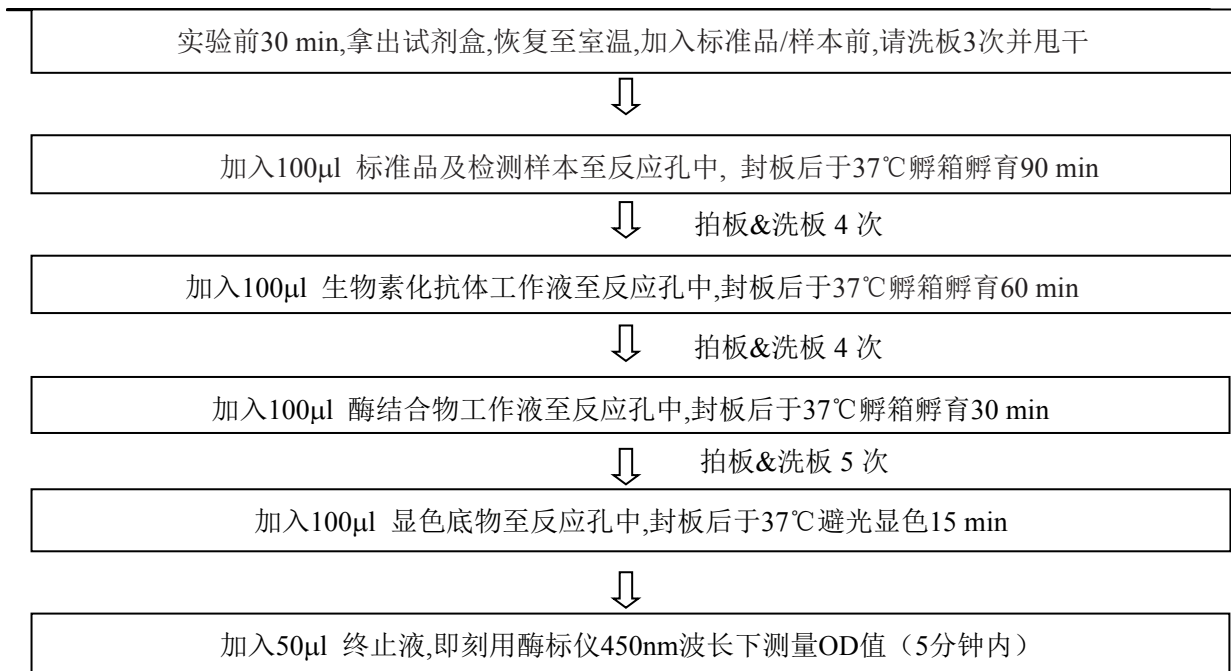 实验前30 min,拿出试剂盒,恢复至室温,加入标准品/样本前,请洗板3次并甩干
加入100μl 标准品及检测样本至反应孔中, 封板后于37℃孵箱孵育90 min
拍板&洗板 4 次
加入100μl 生物素化抗体工作液至反应孔中,封板后于37℃孵箱孵育60 min
拍板&洗板 4 次
加入100μl 酶结合物工作液至反应孔中,封板后于37℃孵箱孵育30 min
拍板&洗板 5 次
加入100μl 显色底物至反应孔中,封板后于37℃避光显色15 min
加入50μl 终止液,即刻用酶标仪450nm波长下测量OD值（5分钟内）